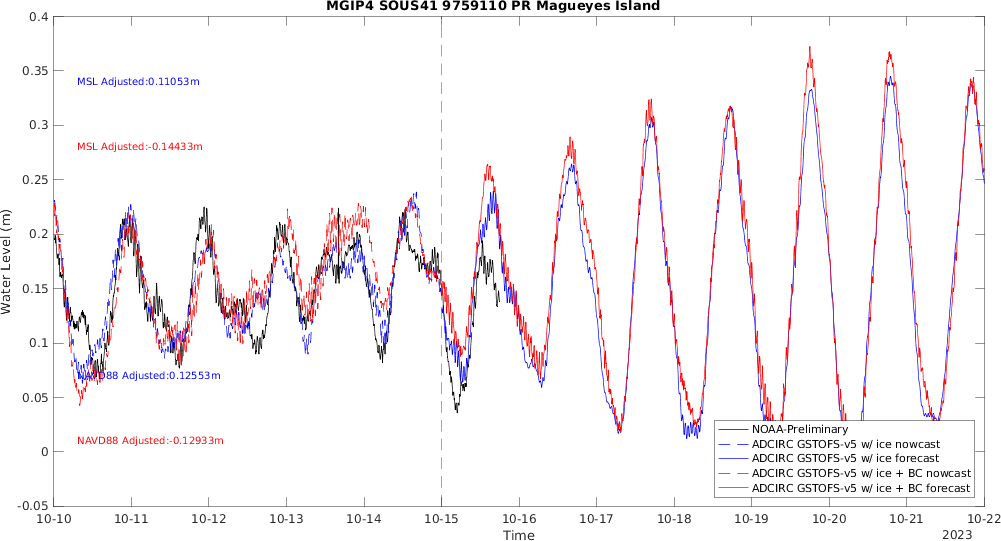 MGIP4 SOUS41 9759110 PR Magueyes Island
0.4
0.35
0.3
0.25
0.2
0.15
0.1
0.05
0
-0.05
Water Level (m)
MSL Adjusted:0.11053m
MSL Adjusted:-0.14433m
NAVD88 Adjusted:0.12553m
NAVD88 Adjusted:-0.12933m
NOAA-Preliminary
ADCIRC GSTOFS-v5 w/ ice nowcast
ADCIRC GSTOFS-v5 w/ ice forecast
ADCIRC GSTOFS-v5 w/ ice + BC nowcast
ADCIRC GSTOFS-v5 w/ ice + BC forecast
10-10 10-11 10-12 10-13 10-14 10-15 10-16 10-17 10-18 10-19 10-20 10-21 10-22
Time
2023